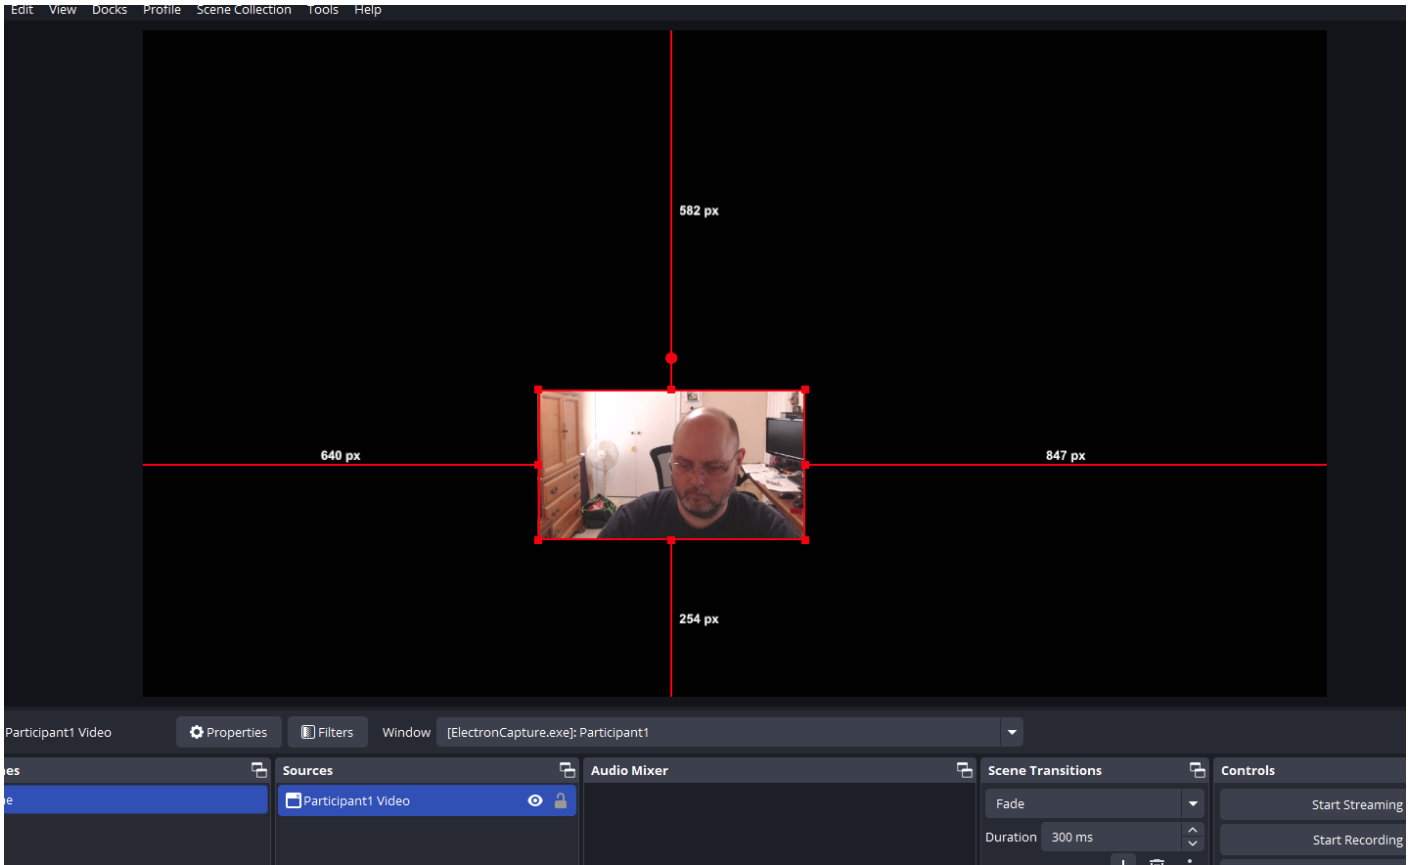 Edit View Docks Profile Scene Collection Tools Help
582 px
640 px
847 px
254 px
Participant1 Video Properties Filters Window [ElectronCapture.exe]: Participant1
Sources Audio Mixer Scene Transitions Controls
Participant1 Video Fade Start Streaming
Duration 300 ms Start Recording